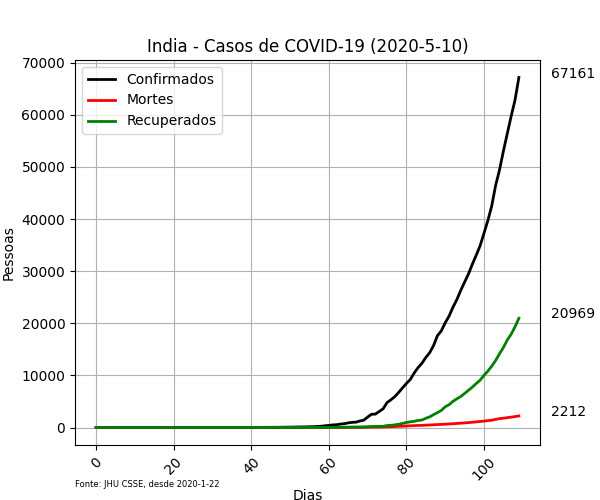 India - Casos de COVID-19 (2020-5-10)
Confirmados
Mortes
Recuperados
Pessoas
70000
60000
50000
40000
30000
20000
10000
0
67161
20969
2212
0
20
40
60
80
100
Dias
Fonte: JHU CSSE, desde 2020-1-22